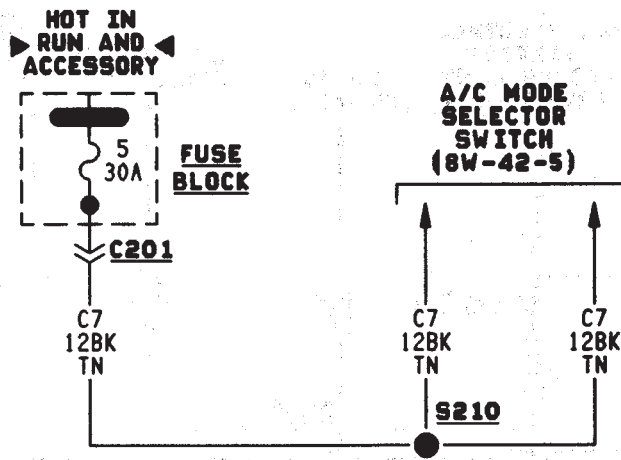 HOT IN
RUN AND
ACCESSORY
5
30A
FUSE
BLOCK
C201
C7
12BK
TN
A/C MODE
SELECTOR
SWITCH
(8W-42-5)
C7
12BK
TN
C7
12BK
TN
S210